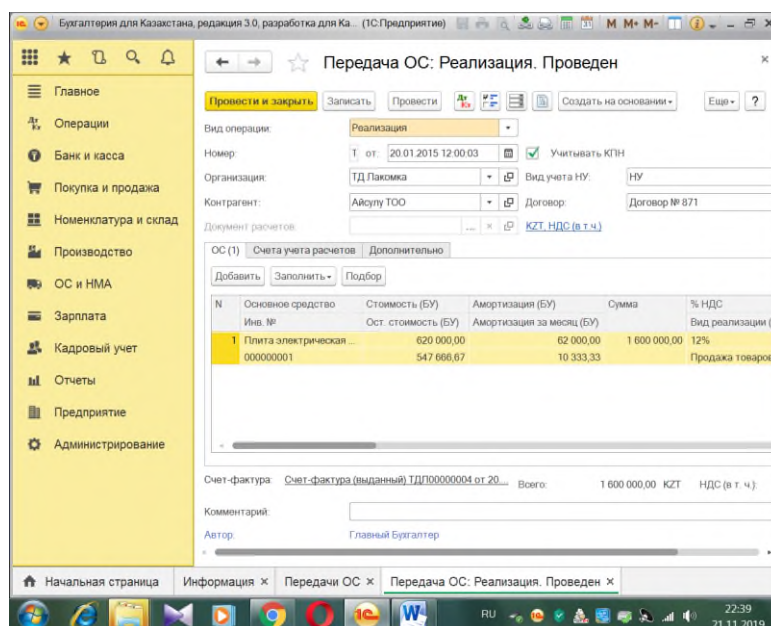 Бухгалтерия для Казахстана, редакция 3.0, разработка для Ка... (1С:Предприятие) M M+ M-
Передача ОС: Реализация. Проведен
Главное
Операции
Банк и касса
Покупка и продажа
Номенклатура и склад
Производство
ОС и НМА
Зарплата
Кадровый учет
Отчеты
Предприятие
Администрирование
Провести и закрыть Записать Провести Создать на основании Еще ?
Вид операции: Реализация
Номер: Т от: 20.01.2015 12:00:03 Учитывать КПН
Организация: ТД Лакомка Вид учета НУ: НУ
Контрагент: Айсулу ТОО Договор: Договор № 871
Документ расчетов: ... KZT, НДС (в т.ч.)
ОС (1) Счета учета расчетов Дополнительно
Добавить Заполнить Подбор
N Основное средство Стоимость (БУ) Амортизация (БУ) Сумма % НДС
Инв. № Ост. стоимость (БУ) Амортизация за месяц (БУ) Вид реализации (
1 Плита электрическая ... 620 000,00 62 000,00 1 600 000,00 12%
000000001 547 666,67 10 333,33 Продажа товаров
Счет-фактура: Счет-фактура (выданный) ТДЛ00000004 от 20.... Всего: 1 600 000,00 KZT НДС (в т. ч.):
Комментарий:
Автор: Главный Бухгалтер
Начальная страница Информация × Передачи ОС × Передача ОС: Реализация. Проведен ×
RU 22:39
21.11.2019